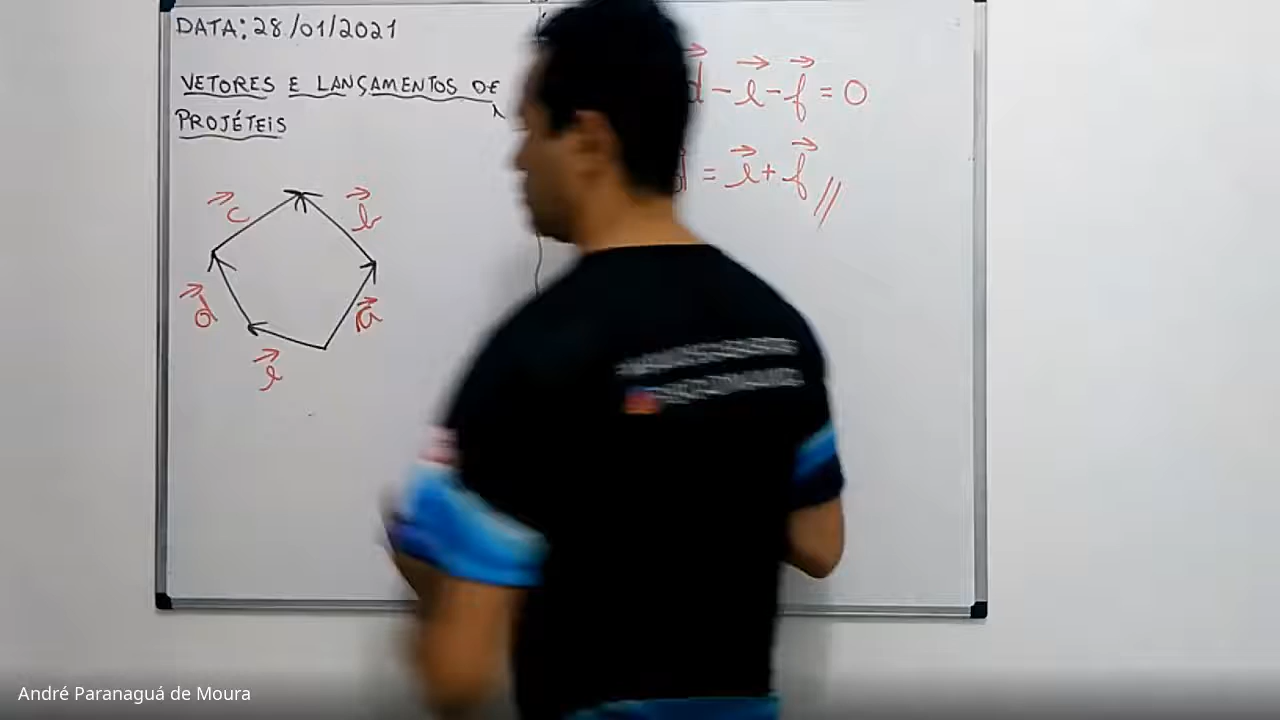 DATA: 28/01/2021
VETORES E LANÇAMENTOS DE
PROJÉTEIS
d - e - f = 0
d = e + f //
c
b
d
a
e
André Paranaguá de Moura